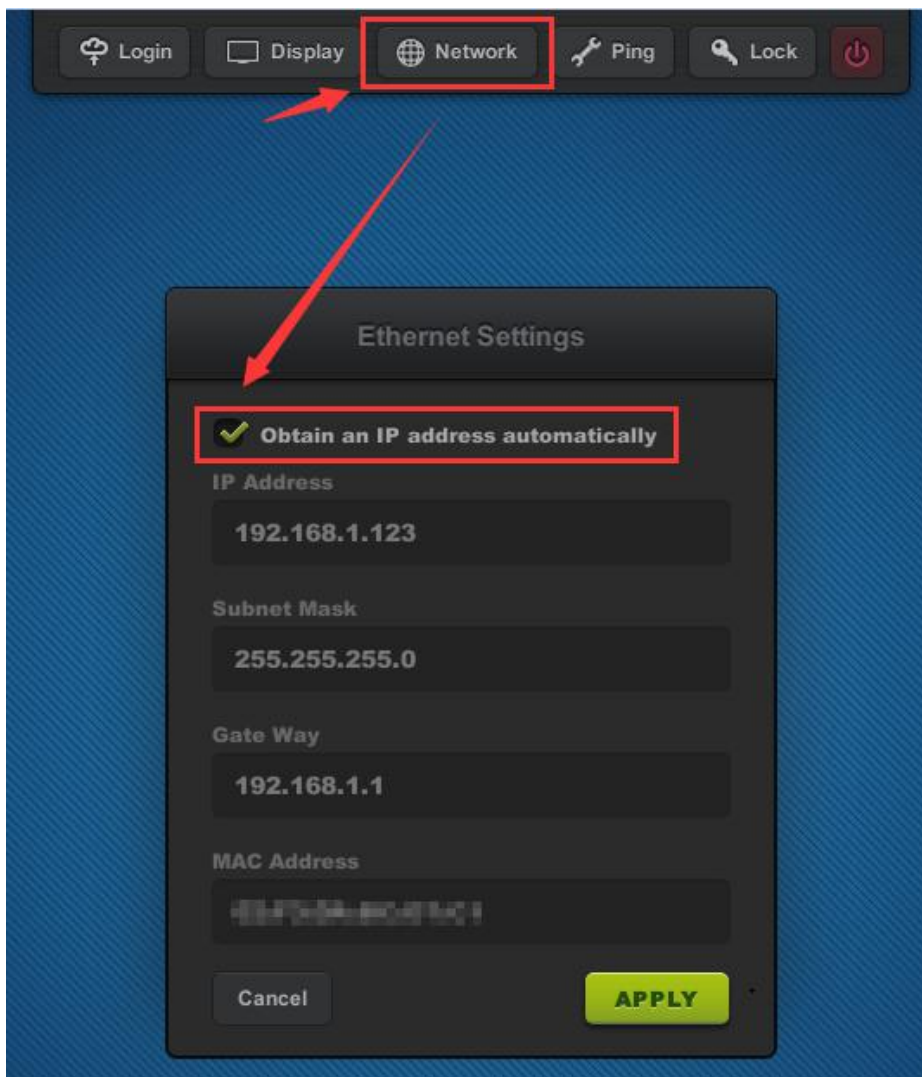 Login Display Network Ping Lock
Ethernet Settings
Obtain an IP address automatically
IP Address
192.168.1.123
Subnet Mask
255.255.255.0
Gate Way
192.168.1.1
MAC Address
Cancel APPLY